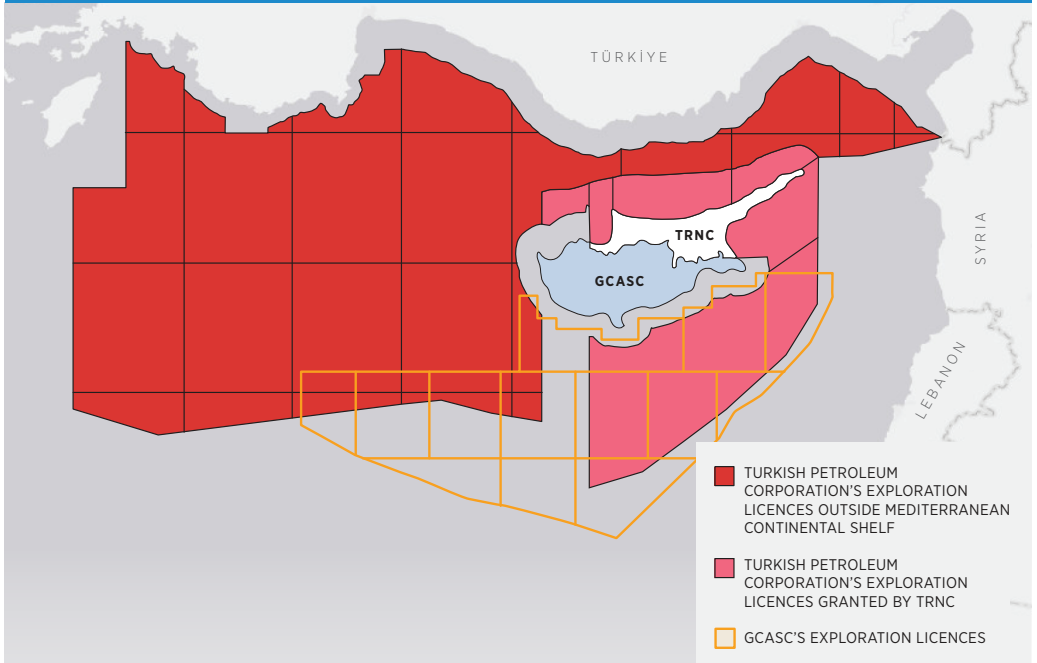 TÜRKİYE
TRNC
GCASC
SYRIA
LEBANON
TURKISH PETROLEUM
CORPORATION'S EXPLORATION
LICENCES OUTSIDE MEDITERRANEAN
CONTINENTAL SHELF
TURKISH PETROLEUM
CORPORATION'S EXPLORATION
LICENCES GRANTED BY TRNC
GCASC'S EXPLORATION LICENCES